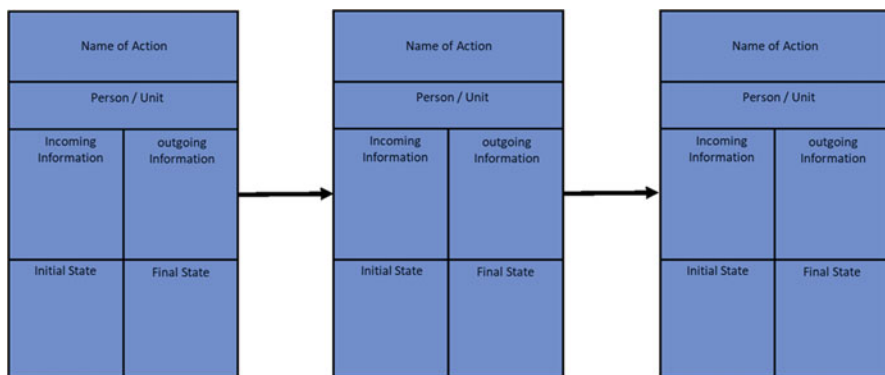 Name of Action
Person / Unit
Incoming
Information
outgoing
Information
Initial State
Final State
Name of Action
Person / Unit
Incoming
Information
outgoing
Information
Initial State
Final State
Name of Action
Person / Unit
Incoming
Information
outgoing
Information
Initial State
Final State